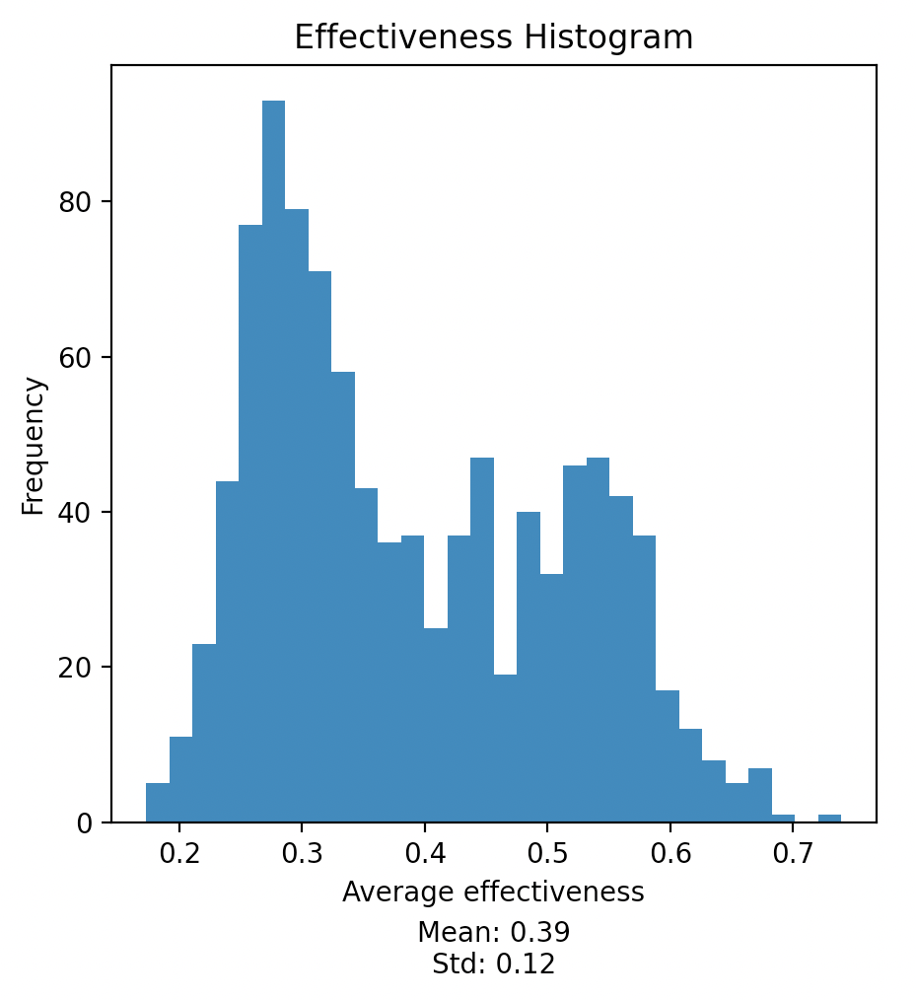 Effectiveness Histogram
Frequency
80
60
40
20
0
0.2 0.3 0.4 0.5 0.6 0.7
Average effectiveness
Mean: 0.39
Std: 0.12